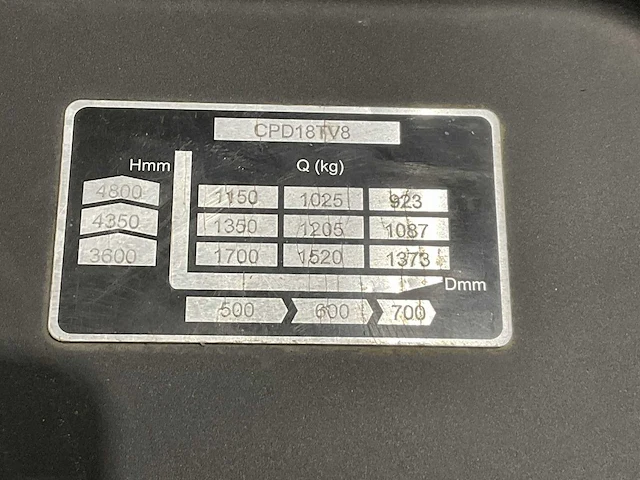 CPD18TV8
Hmm Q (kg)
4800 1150 1025 923
4350 1350 1205 1087
3600 1700 1520 1373
Dmm
500 600 700